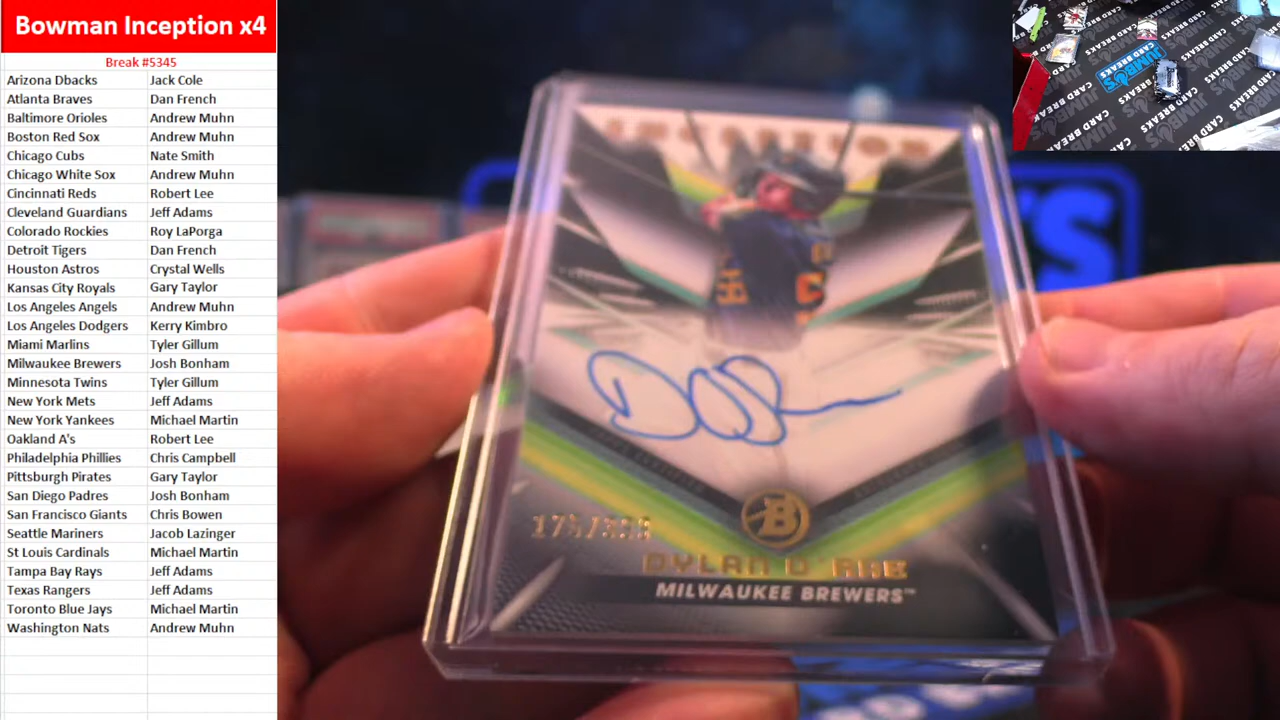 Bowman Inception x4
Break #5345
Arizona Dbacks Jack Cole
Atlanta Braves Dan French
Baltimore Orioles Andrew Muhn
Boston Red Sox Andrew Muhn
Chicago Cubs Nate Smith
Chicago White Sox Andrew Muhn
Cincinnati Reds Robert Lee
Cleveland Guardians Jeff Adams
Colorado Rockies Roy LaPorga
Detroit Tigers Dan French
Houston Astros Crystal Wells
Kansas City Royals Gary Taylor
Los Angeles Angels Andrew Muhn
Los Angeles Dodgers Kerry Kimbro
Miami Marlins Tyler Gillum
Milwaukee Brewers Josh Bonham
Minnesota Twins Tyler Gillum
New York Mets Jeff Adams
New York Yankees Michael Martin
Oakland A's Robert Lee
Philadelphia Phillies Chris Campbell
Pittsburgh Pirates Gary Taylor
San Diego Padres Josh Bonham
San Francisco Giants Chris Bowen
Seattle Mariners Jacob Lazinger
St Louis Cardinals Michael Martin
Tampa Bay Rays Jeff Adams
Texas Rangers Jeff Adams
Toronto Blue Jays Michael Martin
Washington Nats Andrew Muhn
INCEPTION
B
DYLAN O'RAE
MILWAUKEE BREWERS™
JUMBO'S
CARD BREAKS